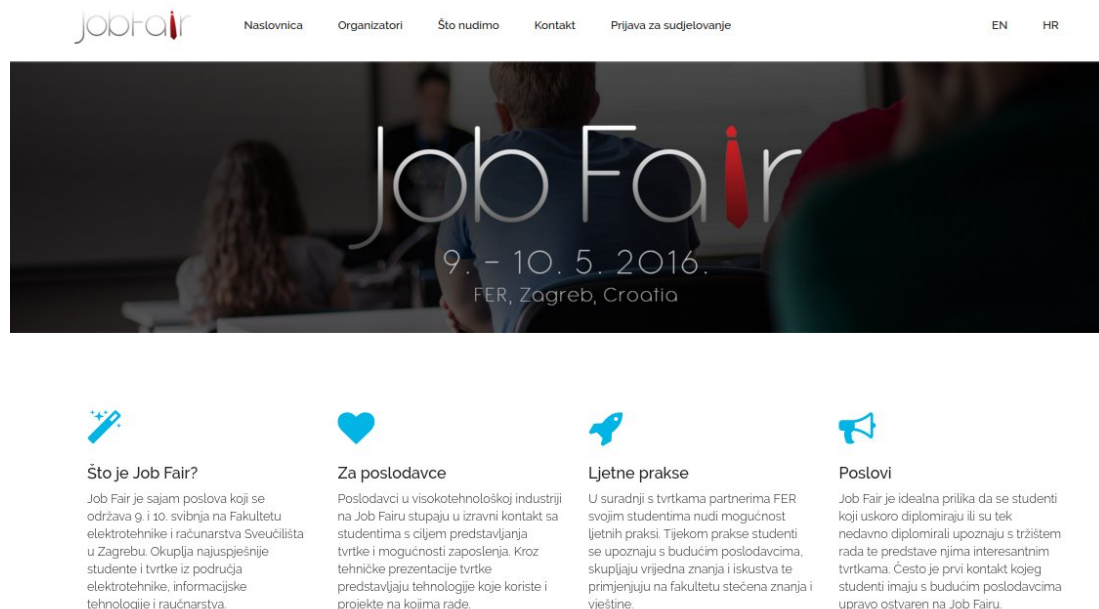 JobFair
Naslovnica
Organizatori
Što nudimo
Kontakt
Prijava za sudjelovanje
EN
HR
Job Fair
9. – 10. 5. 2016.
FER, Zagreb, Croatia
Što je Job Fair?
Job Fair je sajam poslova koji se
održava 9. i 10. svibnja na Fakultetu
elektrotehnike i računarstva Sveučilišta
u Zagrebu. Okuplja najuspješnije
studente i tvrtke iz područja
elektrotehnike, informacijske
tehnologije i raučnarstva.
Za poslodavce
Poslodavci u visokotehnološkoj industriji
na Job Fairu stupaju u izravni kontakt sa
studentima s ciljem predstavljanja
tvrtke i mogućnosti zaposlenja. Kroz
tehničke prezentacije tvrtke
predstavljaju tehnologije koje koriste i
projekte na kojima rade.
Ljetne prakse
U suradnji s tvrtkama partnerima FER
svojim studentima nudi mogućnost
ljetnih praksi. Tijekom prakse studenti
se upoznaju s budućim poslodavcima,
skupljaju vrijedna znanja i iskustva te
primjenjuju na fakultetu stečena znanja i
vještine.
Poslovi
Job Fair je idealna prilika da se studenti
koji uskoro diplomiraju ili su tek
nedavno diplomirali upoznaju s tržištem
rada te predstave njima interesantnim
tvrtkama. Često je prvi kontakt kojeg
studenti imaju s budućim poslodavcima
upravo ostvaren na Job Fairu.